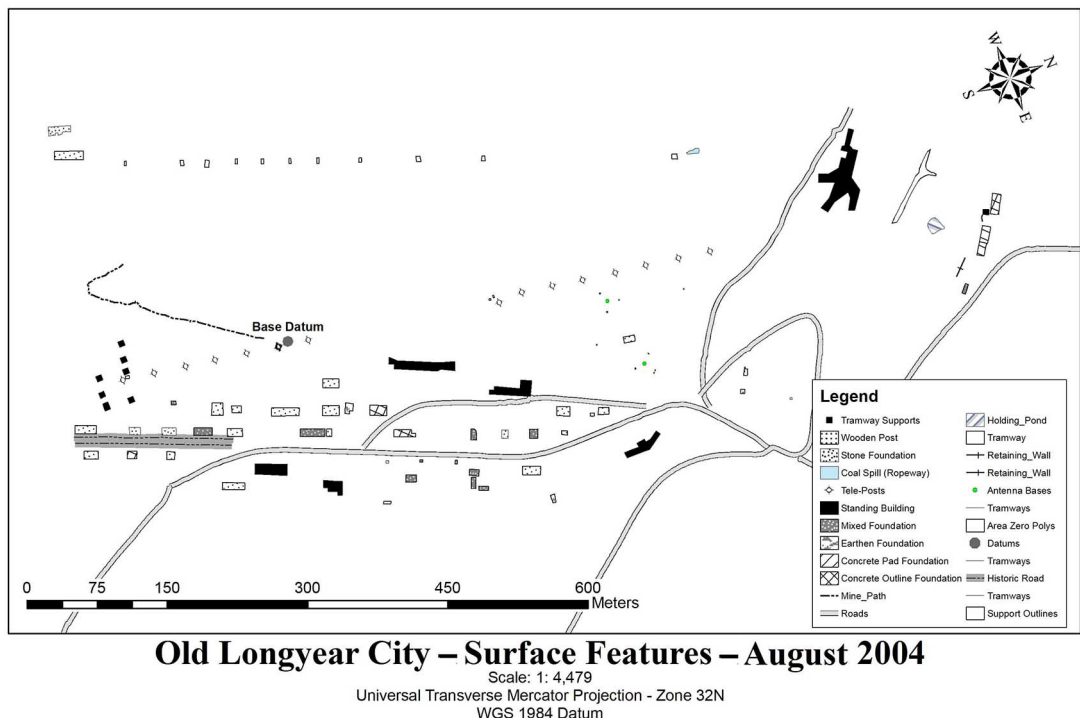 W
N
S
E
Base Datum
Legend
Tramway Supports
Wooden Post
Stone Foundation
Coal Spill (Ropeway)
Tele-Posts
Standing Building
Mixed Foundation
Earthen Foundation
Concrete Pad Foundation
Concrete Outline Foundation
Mine_Path
Roads
Holding_Pond
Tramway
Retaining_Wall
Retaining_Wall
Antenna Bases
Tramways
Area Zero Polys
Datums
Tramways
Historic Road
Tramways
Support Outlines
0 75 150 300 450 600
Meters
Old Longyear City – Surface Features – August 2004
Scale: 1: 4,479
Universal Transverse Mercator Projection - Zone 32N
WGS 1984 Datum